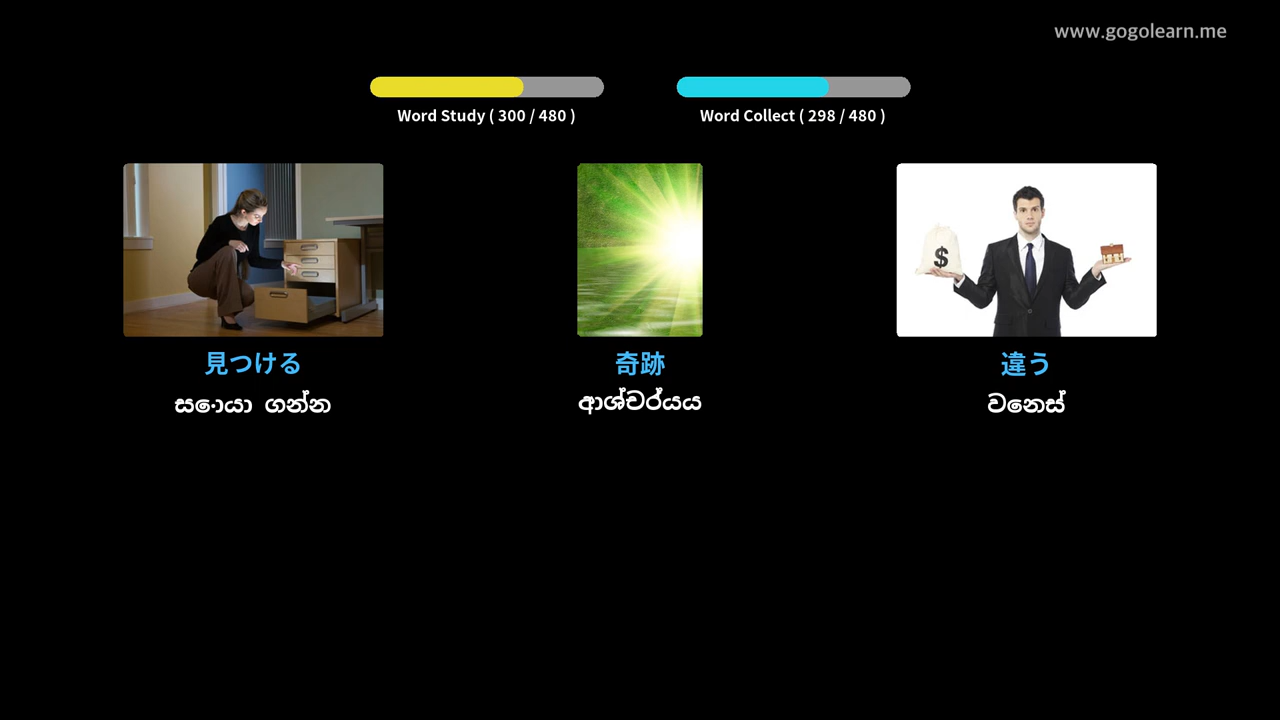 www.gogolearn.me
Word Study ( 300 / 480 )
Word Collect ( 298 / 480 )
$
見つける
奇跡
違う
සොයා ගන්න
ආශ්චර්යය
වනෙස්